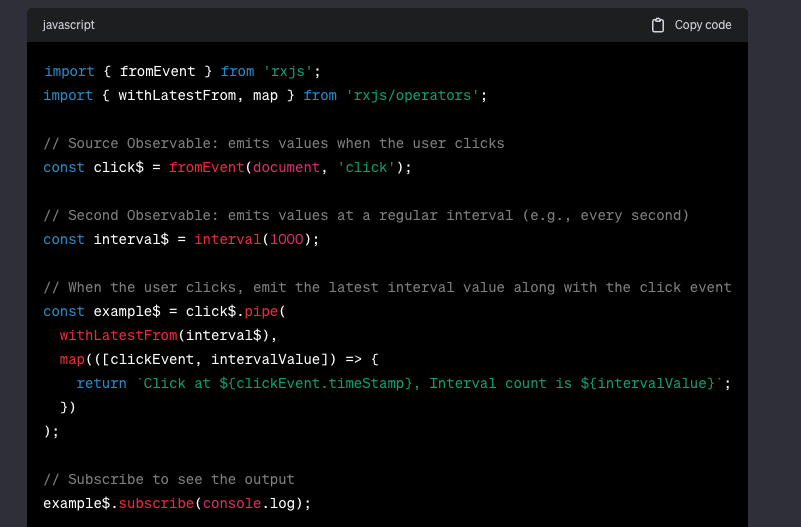 javascript
Copy code
import { fromEvent } from 'rxjs';
import { withLatestFrom, map } from 'rxjs/operators';
// Source Observable: emits values when the user clicks
const click$ = fromEvent(document, 'click');
// Second Observable: emits values at a regular interval (e.g., every second)
const interval$ = interval(1000);
// When the user clicks, emit the latest interval value along with the click event
const example$ = click$.pipe(
  withLatestFrom(interval$),
  map(([clickEvent, intervalValue]) => {
    return `Click at ${clickEvent.timeStamp}, Interval count is ${intervalValue}`;
  })
);
// Subscribe to see the output
example$.subscribe(console.log);